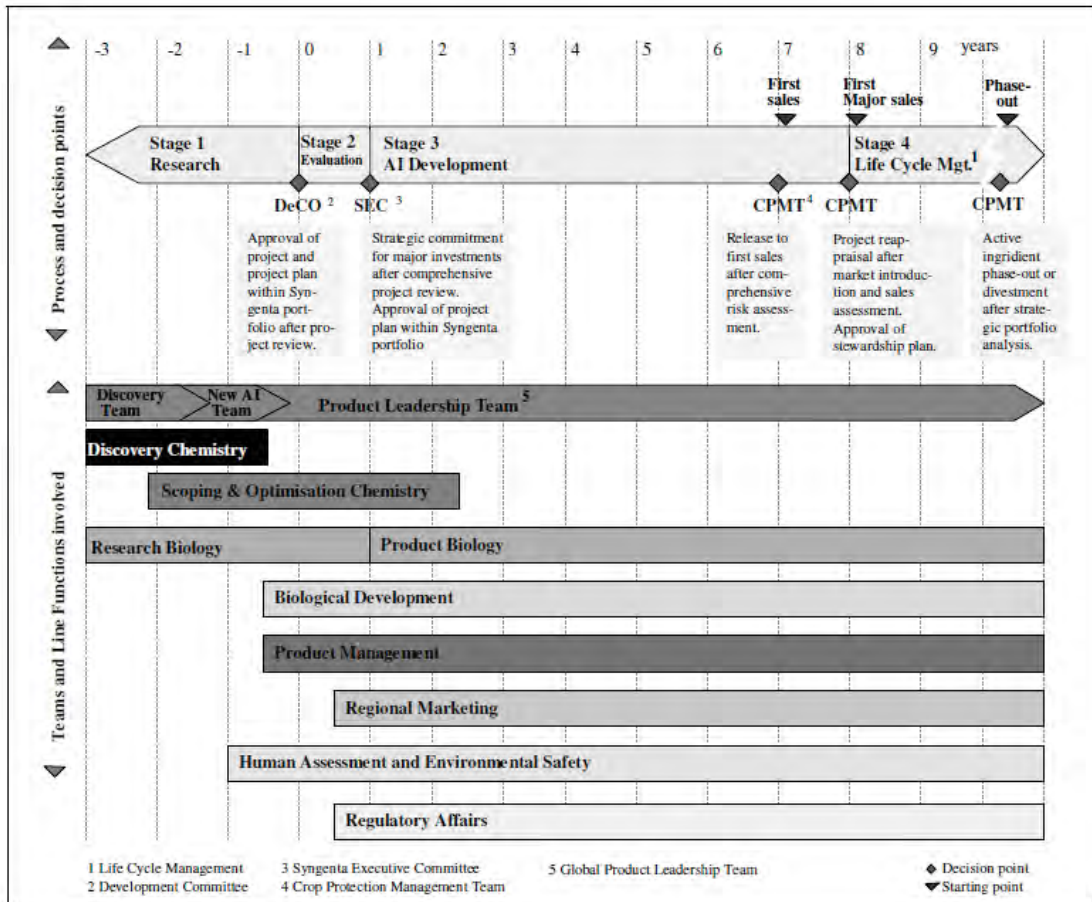 -3 -2 -1 0 1 2 3 4 5 6 7 8 9 years
Process and decision points
First
sales
First
Major sales
Phase-
out
Stage 1
Research
Stage 2
Evaluation
Stage 3
AI Development
Stage 4
Life Cycle Mgt.1
DeCO 2
SEC 3
CPMT4
CPMT
CPMT
Approval of
project and
project plan
within Syn-
genta port-
folio after pro-
ject review.
Strategic commitment
for major investments
after comprehensive
project review.
Approval of project
plan within Syngenta
portfolio
Release to
first sales
after com-
prehensive
risk assess-
ment.
Project reap-
praisal after
market introduc-
tion and sales
assessment.
Approval of
stewardship plan.
Active
ingridient
phase-out or
divestment
after strate-
gic portfolio
analysis.
Teams and Line Functions involved
Discovery
Team
New AI
Team
Product Leadership Team 5
Discovery Chemistry
Scoping & Optimisation Chemistry
Research Biology
Product Biology
Biological Development
Product Management
Regional Marketing
Human Assessment and Environmental Safety
Regulatory Affairs
1 Life Cycle Management
2 Development Committee
3 Syngenta Executive Committee
4 Crop Protection Management Team
5 Global Product Leadership Team
Decision point
Starting point